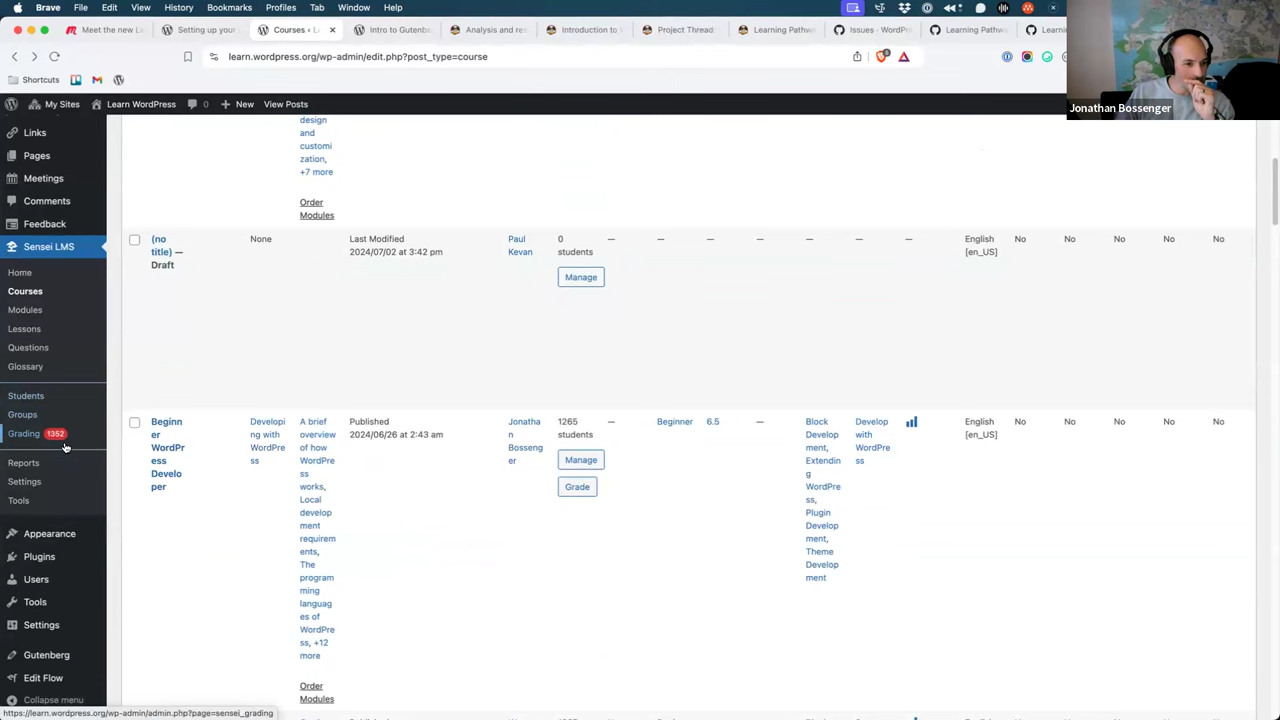 Chrome File Edit View History Bookmarks Profiles Tab Window Help
Courses ‹ L
Intro to Gutenbe
Analysis and re
Introduction to
Project Thread:
Learning Pathwa
Issues · WordPr
Learning Pathw
learn.wordpress.org/wp-admin/edit.php?post_type=course
Shortcuts
My Sites
Learn WordPress
0
New
View Posts
Jonathan Bossenger
Links
Pages
Meetings
Comments
Feedback
Sensei LMS
Home
Courses
Modules
Lessons
Questions
Glossary
Students
Groups
Grading 1352
Reports
Settings
Tools
Appearance
Plugins
Users
Tools
Settings
Gutenberg
Edit Flow
Collapse menu
design
and
customi
zation,
+7 more
Order
Modules
(no
title) —
Draft
None
Last Modified
2024/07/02 at 3:42 pm
Paul
Kevan
0
students
Manage
— — — — — — —
English
[en_US]
No No No No No
Beginn
er
WordPr
ess
Develo
per
Developi
ng with
WordPre
ss
A brief
overview
of how
WordPre
ss
works,
Local
develop
ment
requirem
ents,
The
program
ming
languag
es of
WordPre
ss, +12
more
Order
Modules
Published
2024/06/26 at 2:43 am
Jonatha
n
Bosseng
er
1265
students
Manage
Grade
—
Beginner
6.5
—
Block
Develop
ment,
Extendin
g
WordPre
ss,
Plugin
Develop
ment,
Theme
Develop
ment
Develop
with
WordPre
ss
English
[en_US]
No No No No No
https://learn.wordpress.org/wp-admin/admin.php?page=sensei_grading